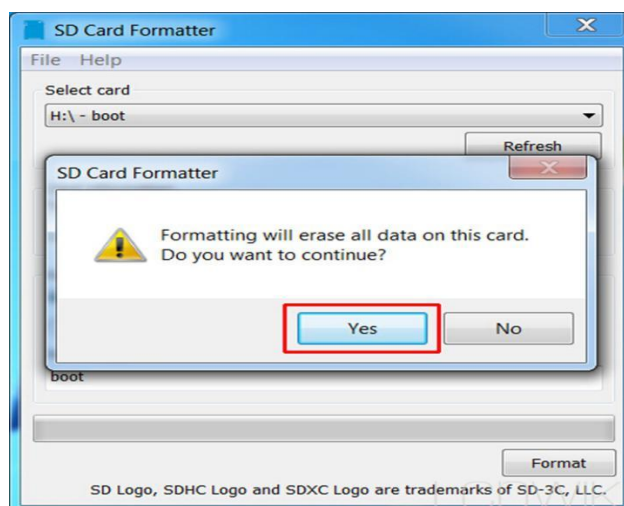 SD Card Formatter
File Help
Select card
H:\ - boot
Refresh
SD Card Formatter
Formatting will erase all data on this card.
Do you want to continue?
Yes
No
boot
Format
SD Logo, SDHC Logo and SDXC Logo are trademarks of SD-3C, LLC.